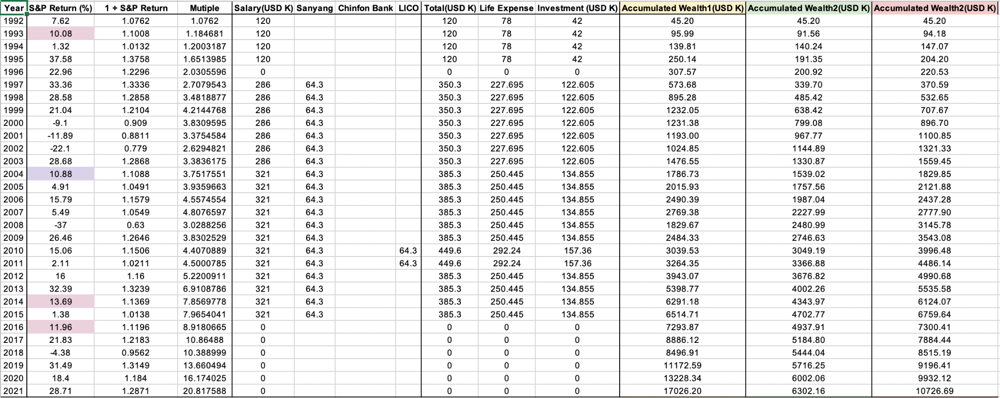 Year S&P Return (%) 1 + S&P Return Mutiple Salary(USD K) Sanyang Chinfon Bank LICO Total(USD K) Life Expense Investment (USD K) Accumulated Wealth1(USD K) Accumulated Wealth2(USD K) Accumulated Wealth2(USD K)
1992 7.62 1.0762 1.0762 120 120 78 42 45.20 45.20 45.20
1993 10.08 1.1008 1.184681 120 120 78 42 95.99 91.56 94.18
1994 1.32 1.0132 1.2003187 120 120 78 42 139.81 140.24 147.07
1995 37.58 1.3758 1.6513985 120 120 78 42 250.14 191.35 204.20
1996 22.96 1.2296 2.0305596 0 0 0 0 307.57 200.92 220.53
1997 33.36 1.3336 2.7079543 286 64.3 350.3 227.695 122.605 573.68 339.70 370.59
1998 28.58 1.2858 3.4818877 286 64.3 350.3 227.695 122.605 895.28 485.42 532.65
1999 21.04 1.2104 4.2144768 286 64.3 350.3 227.695 122.605 1232.05 638.42 707.67
2000 -9.1 0.909 3.8309595 286 64.3 350.3 227.695 122.605 1231.38 799.08 896.70
2001 -11.89 0.8811 3.3754584 286 64.3 350.3 227.695 122.605 1193.00 967.77 1100.85
2002 -22.1 0.779 2.6294821 286 64.3 350.3 227.695 122.605 1024.85 1144.89 1321.33
2003 28.68 1.2868 3.3836175 286 64.3 350.3 227.695 122.605 1476.55 1330.87 1559.45
2004 10.88 1.1088 3.7517551 321 64.3 385.3 250.445 134.855 1786.73 1539.02 1829.85
2005 4.91 1.0491 3.9359663 321 64.3 385.3 250.445 134.855 2015.93 1757.56 2121.88
2006 15.79 1.1579 4.5574554 321 64.3 385.3 250.445 134.855 2490.39 1987.04 2437.28
2007 5.49 1.0549 4.8076597 321 64.3 385.3 250.445 134.855 2769.38 2227.99 2777.90
2008 -37 0.63 3.0288256 321 64.3 385.3 250.445 134.855 1829.67 2480.99 3145.78
2009 26.46 1.2646 3.8302529 321 64.3 385.3 250.445 134.855 2484.33 2746.63 3543.08
2010 15.06 1.1506 4.4070889 321 64.3 64.3 449.6 292.24 157.36 3039.53 3049.19 3996.48
2011 2.11 1.0211 4.5000785 321 64.3 64.3 449.6 292.24 157.36 3264.35 3366.88 4486.14
2012 16 1.16 5.2200911 321 64.3 385.3 250.445 134.855 3943.07 3676.82 4990.68
2013 32.39 1.3239 6.9108786 321 64.3 385.3 250.445 134.855 5398.77 4002.26 5535.58
2014 13.69 1.1369 7.8569778 321 64.3 385.3 250.445 134.855 6291.18 4343.97 6124.07
2015 1.38 1.0138 7.9654041 321 64.3 385.3 250.445 134.855 6514.71 4702.77 6759.64
2016 11.96 1.1196 8.9180665 0 0 0 0 7293.87 4937.91 7300.41
2017 21.83 1.2183 10.86488 0 0 0 0 8886.12 5184.80 7884.44
2018 -4.38 0.9562 10.388999 0 0 0 0 8496.91 5444.04 8515.19
2019 31.49 1.3149 13.660494 0 0 0 0 11172.59 5716.25 9196.41
2020 18.4 1.184 16.174025 0 0 0 0 13228.34 6002.06 9932.12
2021 28.71 1.2871 20.817588 0 0 0 0 17026.20 6302.16 10726.69